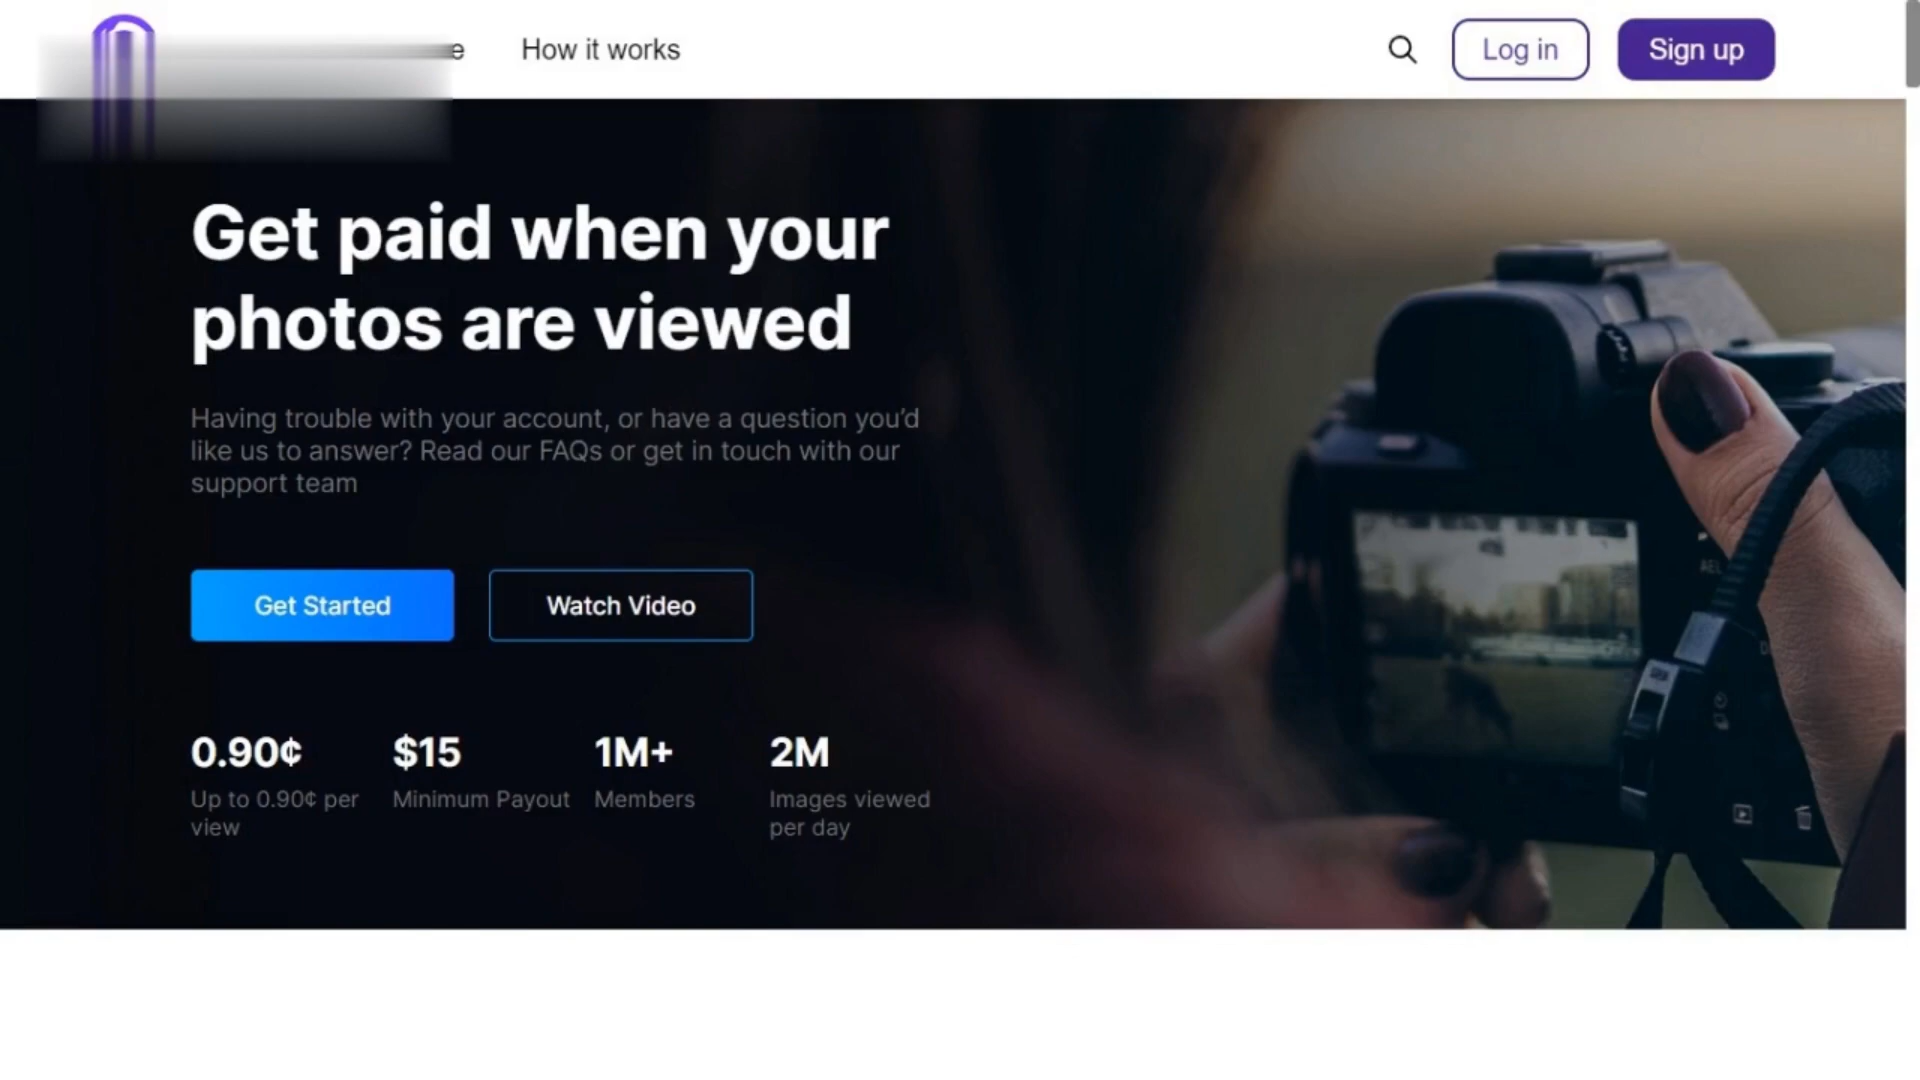 How it works
Log in
Sign up
Get paid when your
photos are viewed
Having trouble with your account, or have a question you’d
like us to answer? Read our FAQs or get in touch with our
support team
Get Started
Watch Video
0.90¢
Up to 0.90¢ per
view
$15
Minimum Payout
1M+
Members
2M
Images viewed
per day